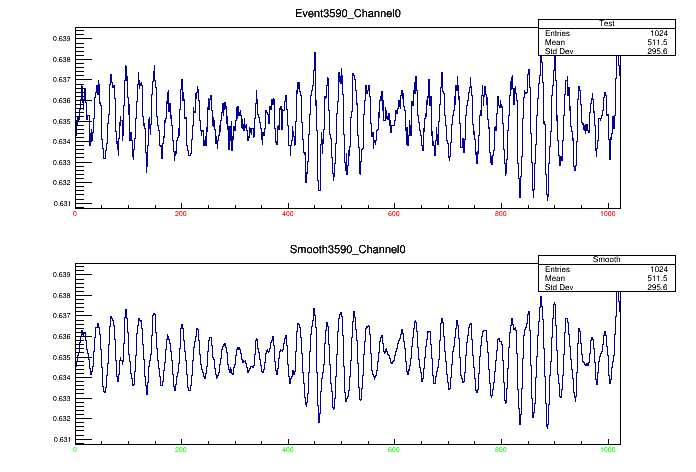 Event3590_Channel0
Test
Entries 1024
Mean 511.5
Std Dev 295.6
0.639
0.638
0.637
0.636
0.635
0.634
0.633
0.632
0.631
0 200 400 600 800 1000
Smooth3590_Channel0
Smooth
Entries 1024
Mean 511.5
Std Dev 295.6
0.639
0.638
0.637
0.636
0.635
0.634
0.633
0.632
0.631
0 200 400 600 800 1000